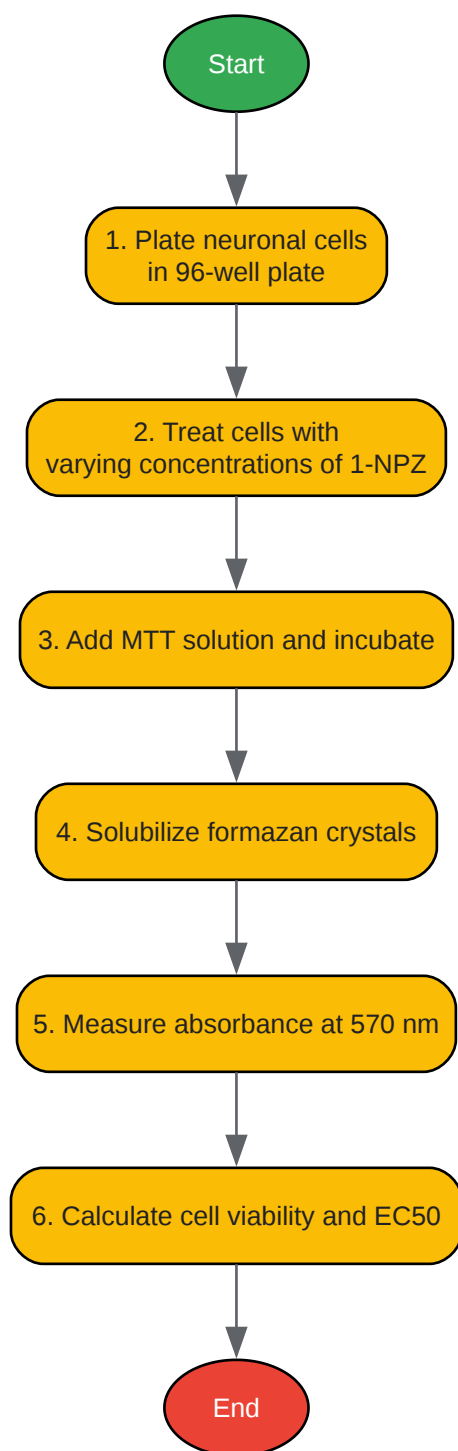 Start
1. Plate neuronal cells
in 96-well plate
2. Treat cells with
varying concentrations of 1-NPZ
3. Add MTT solution and incubate
4. Solubilize formazan crystals
5. Measure absorbance at 570 nm
6. Calculate cell viability and EC50
End